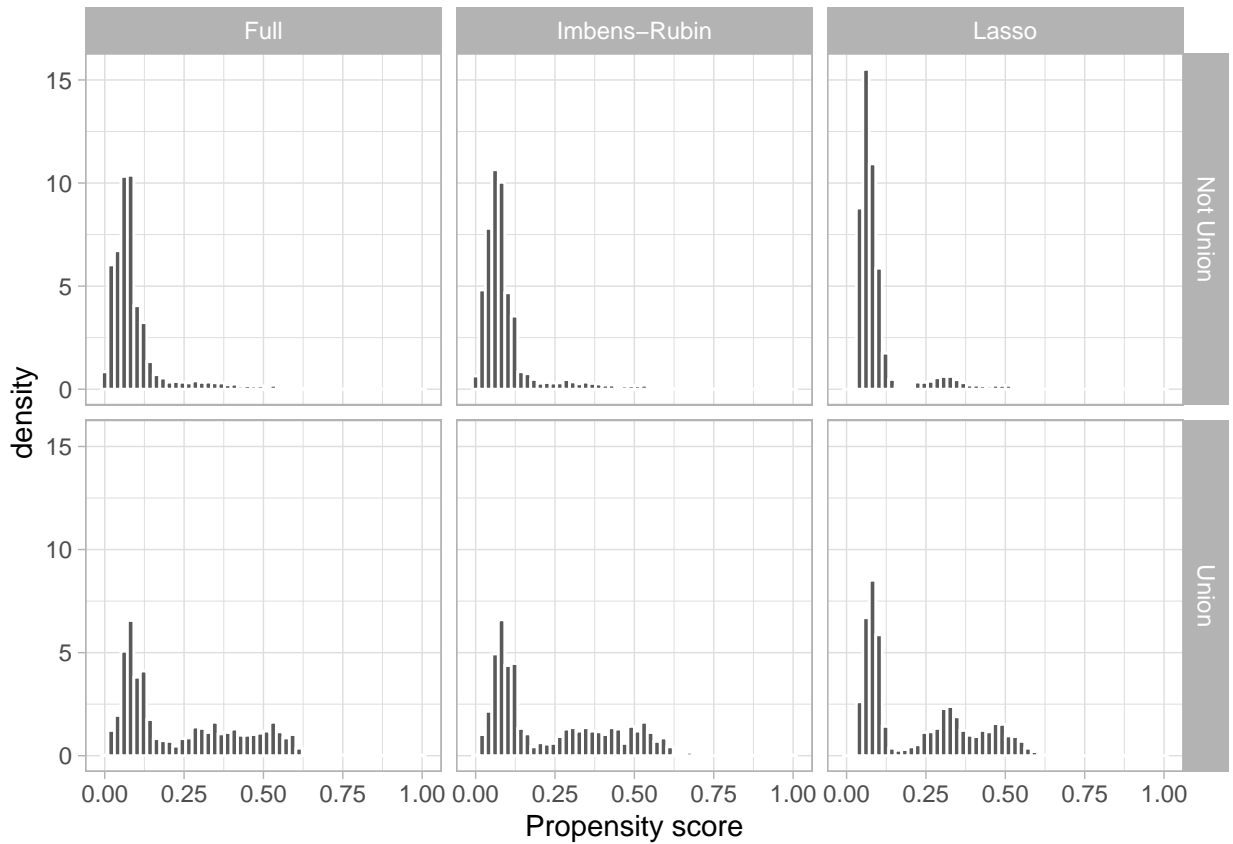 Full
Imbens−Rubin
Lasso
15
10
5
0
Not Union
density
15
10
5
0
Union
0.00 0.25 0.50 0.75 1.00 0.00 0.25 0.50 0.75 1.00 0.00 0.25 0.50 0.75 1.00
Propensity score